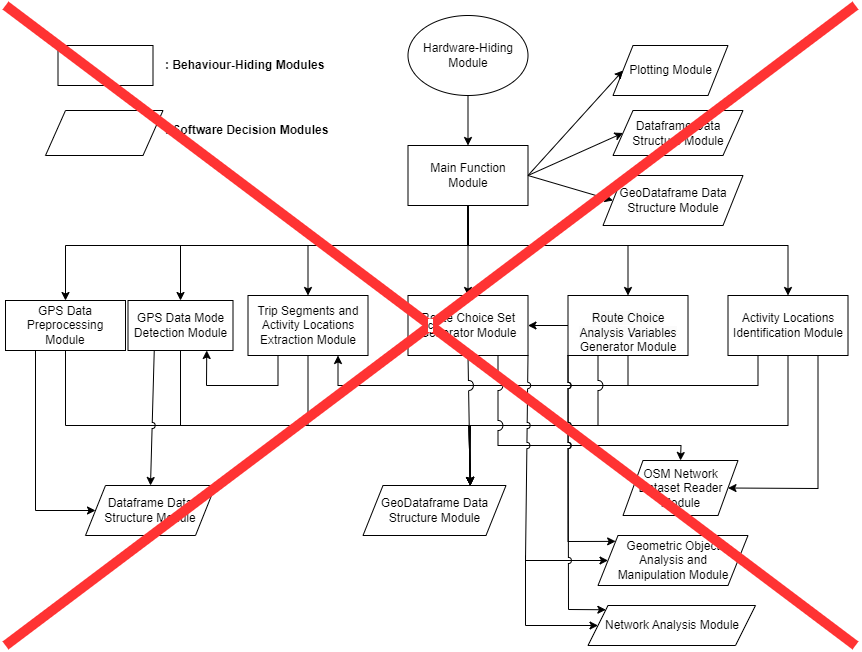 : Behaviour-Hiding Modules
: Software Decision Modules
Hardware-Hiding
Module
Plotting Module
Dataframe Data
Structure Module
GeoDataframe Data
Structure Module
Main Function
Module
GPS Data
Preprocessing
Module
GPS Data Mode
Detection Module
Trip Segments and
Activity Locations
Extraction Module
Route Choice Set
Generator Module
Route Choice
Analysis Variables
Generator Module
Activity Locations
Identification Module
Dataframe Data
Structure Module
GeoDataframe Data
Structure Module
OSM Network
Dataset Reader
Module
Geometric Object
Analysis and
Manipulation Module
Network Analysis Module